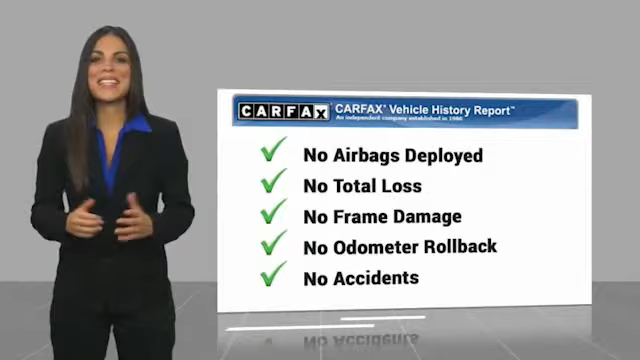 CARFAX CARFAX® Vehicle History Report™
An independent company established in 1986
No Airbags Deployed
No Total Loss
No Frame Damage
No Odometer Rollback
No Accidents